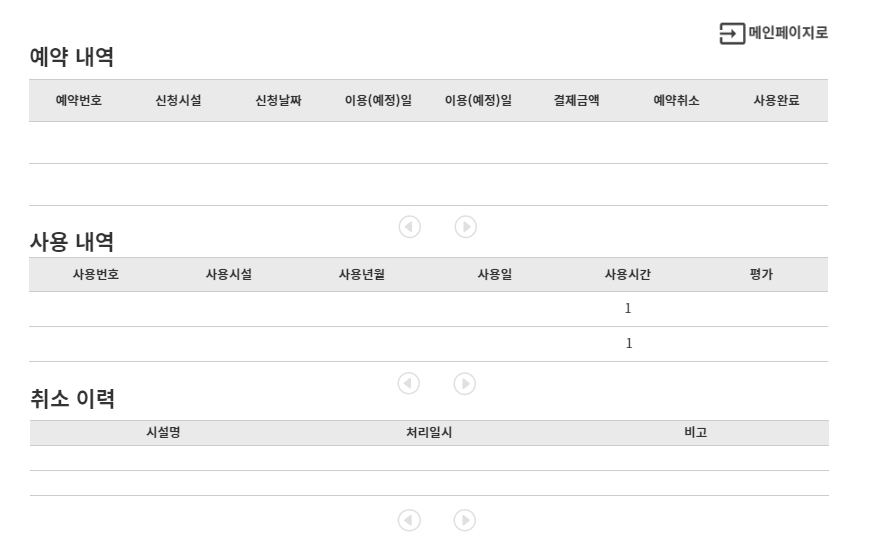 메인페이지로
예약 내역
예약번호 신청시설 신청날짜 이용(예정)일 이용(예정)일 결제금액 예약취소 사용완료
사용 내역
사용번호 사용시설 사용년월 사용일 사용시간 평가
1
1
취소 이력
시설명 처리일시 비고